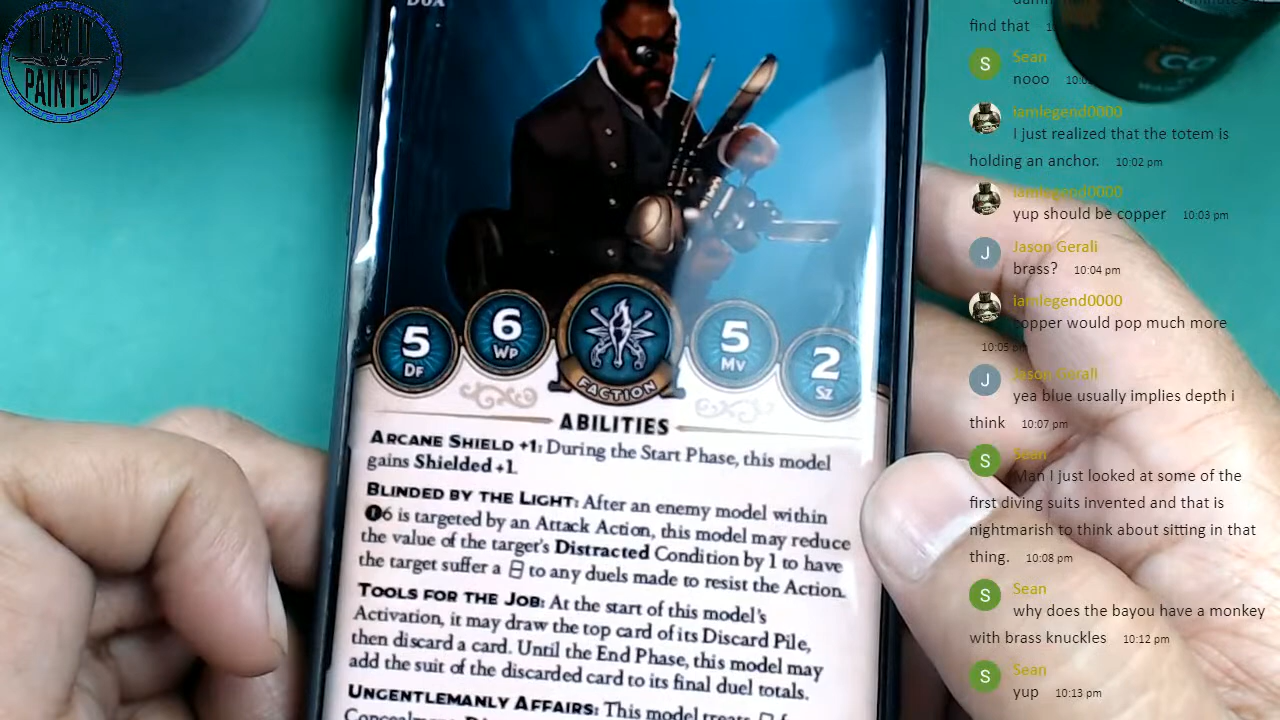 PLAY IT
PAINTED
DUX
5
DF
6
WP
FACTION
5
MV
2
SZ
ABILITIES
ARCANE SHIELD +1: During the Start Phase, this model
gains Shielded +1.
BLINDED BY THE LIGHT: After an enemy model within
6 is targeted by an Attack Action, this model may reduce
the value of the target's Distracted Condition by 1 to have
the target suffer a to any duels made to resist the Action.
TOOLS FOR THE JOB: At the start of this model's
Activation, it may draw the top card of its Discard Pile,
then discard a card. Until the End Phase, this model may
add the suit of the discarded card to its final duel totals.
UNGENTLEMANLY AFFAIRS: This model treats
find that
S
Sean
nooo
iamlegend0000
I just realized that the totem is
holding an anchor. 10:02 pm
iamlegend0000
yup should be copper 10:03 pm
J
Jason Gerali
brass? 10:04 pm
iamlegend0000
copper would pop much more
10:05 pm
J
Jason Gerali
yea blue usually implies depth i
think 10:07 pm
S
Sean
Man I just looked at some of the
first diving suits invented and that is
nightmarish to think about sitting in that
thing. 10:08 pm
S
Sean
why does the bayou have a monkey
with brass knuckles 10:12 pm
S
Sean
yup 10:13 pm